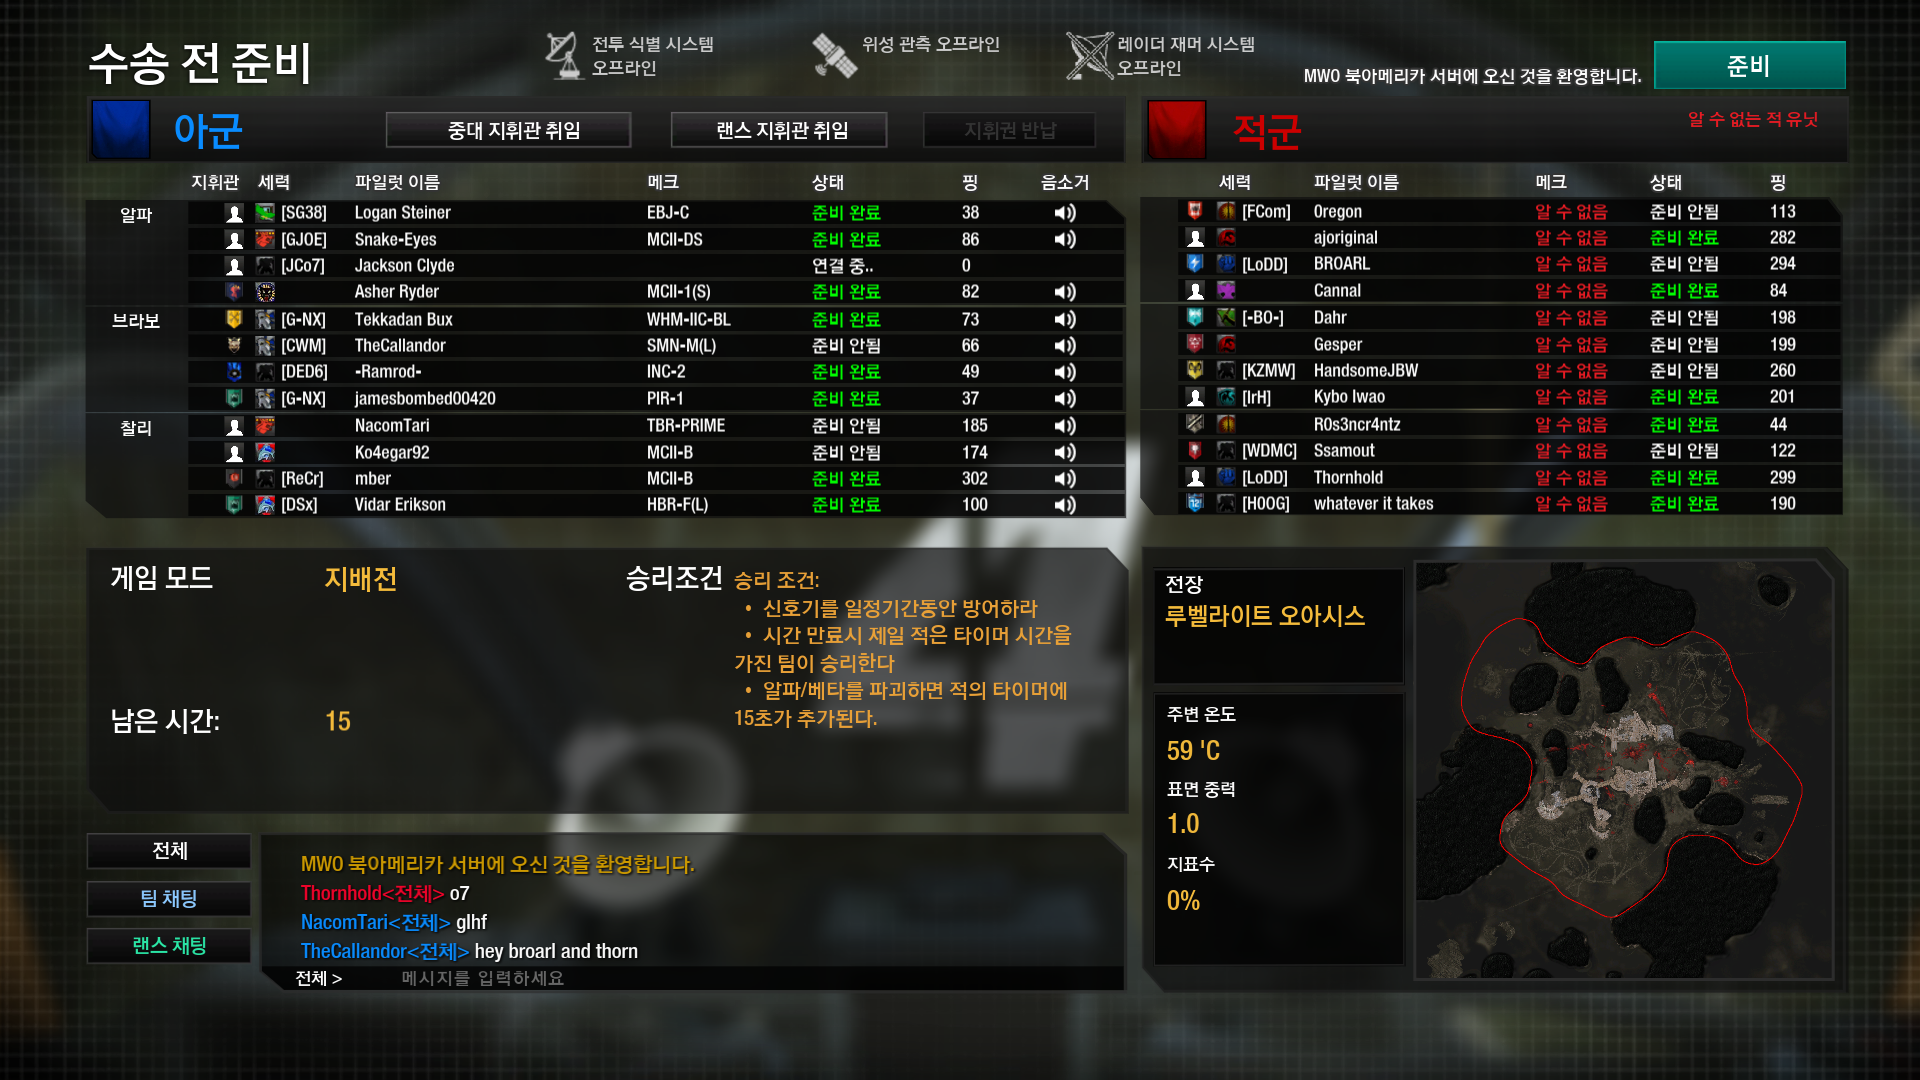 수송 전 준비
전투 식별 시스템
오프라인
위성 관측 오프라인
레이더 재머 시스템
오프라인
MWO 북아메리카 서버에 오신 것을 환영합니다.
준비
아군
중대 지휘관 취임
랜스 지휘관 취임
지휘권 반납
지휘관 세력 파일럿 이름 메크 상태 핑 음소거
알파
[SG38] Logan Steiner EBJ-C 준비 완료 38
[GJOE] Snake-Eyes MCII-DS 준비 완료 86
[JCo7] Jackson Clyde 연결 중.. 0
Asher Ryder MCII-1(S) 준비 완료 82
브라보
[G-NX] Tekkadan Bux WHM-IIC-BL 준비 완료 73
[CWM] TheCallandor SMN-M(L) 준비 안됨 66
[DED6] -Ramrod- INC-2 준비 완료 49
[G-NX] jamesbombed00420 PIR-1 준비 완료 37
찰리
NacomTari TBR-PRIME 준비 안됨 185
Ko4egar92 MCII-B 준비 안됨 174
[ReCr] mber MCII-B 준비 완료 302
[DSx] Vidar Erikson HBR-F(L) 준비 완료 100
적군
알 수 없는 적 유닛
세력 파일럿 이름 메크 상태 핑
[FCom] Oregon 알 수 없음 준비 안됨 113
ajoriginal 알 수 없음 준비 완료 282
[LoDD] BROARL 알 수 없음 준비 안됨 294
Cannal 알 수 없음 준비 완료 84
[-BO-] Dahr 알 수 없음 준비 안됨 198
Gesper 알 수 없음 준비 안됨 199
[KZMW] HandsomeJBW 알 수 없음 준비 안됨 260
[IrH] Kybo Iwao 알 수 없음 준비 완료 201
R0s3ncr4ntz 알 수 없음 준비 완료 44
[WDMC] Ssamout 알 수 없음 준비 안됨 122
[LoDD] Thornhold 알 수 없음 준비 완료 299
[HOOG] whatever it takes 알 수 없음 준비 완료 190
게임 모드 지배전
남은 시간: 15
승리조건
승리 조건:
• 신호기를 일정기간동안 방어하라
• 시간 만료시 제일 적은 타이머 시간을
가진 팀이 승리한다
• 알파/베타를 파괴하면 적의 타이머에
15초가 추가된다.
전장
루벨라이트 오아시스
주변 온도
59 'C
표면 중력
1.0
지표수
0%
전체
팀 채팅
랜스 채팅
MWO 북아메리카 서버에 오신 것을 환영합니다.
Thornhold<전체> o7
NacomTari<전체> glhf
TheCallandor<전체> hey broarl and thorn
전체 > 메시지를 입력하세요